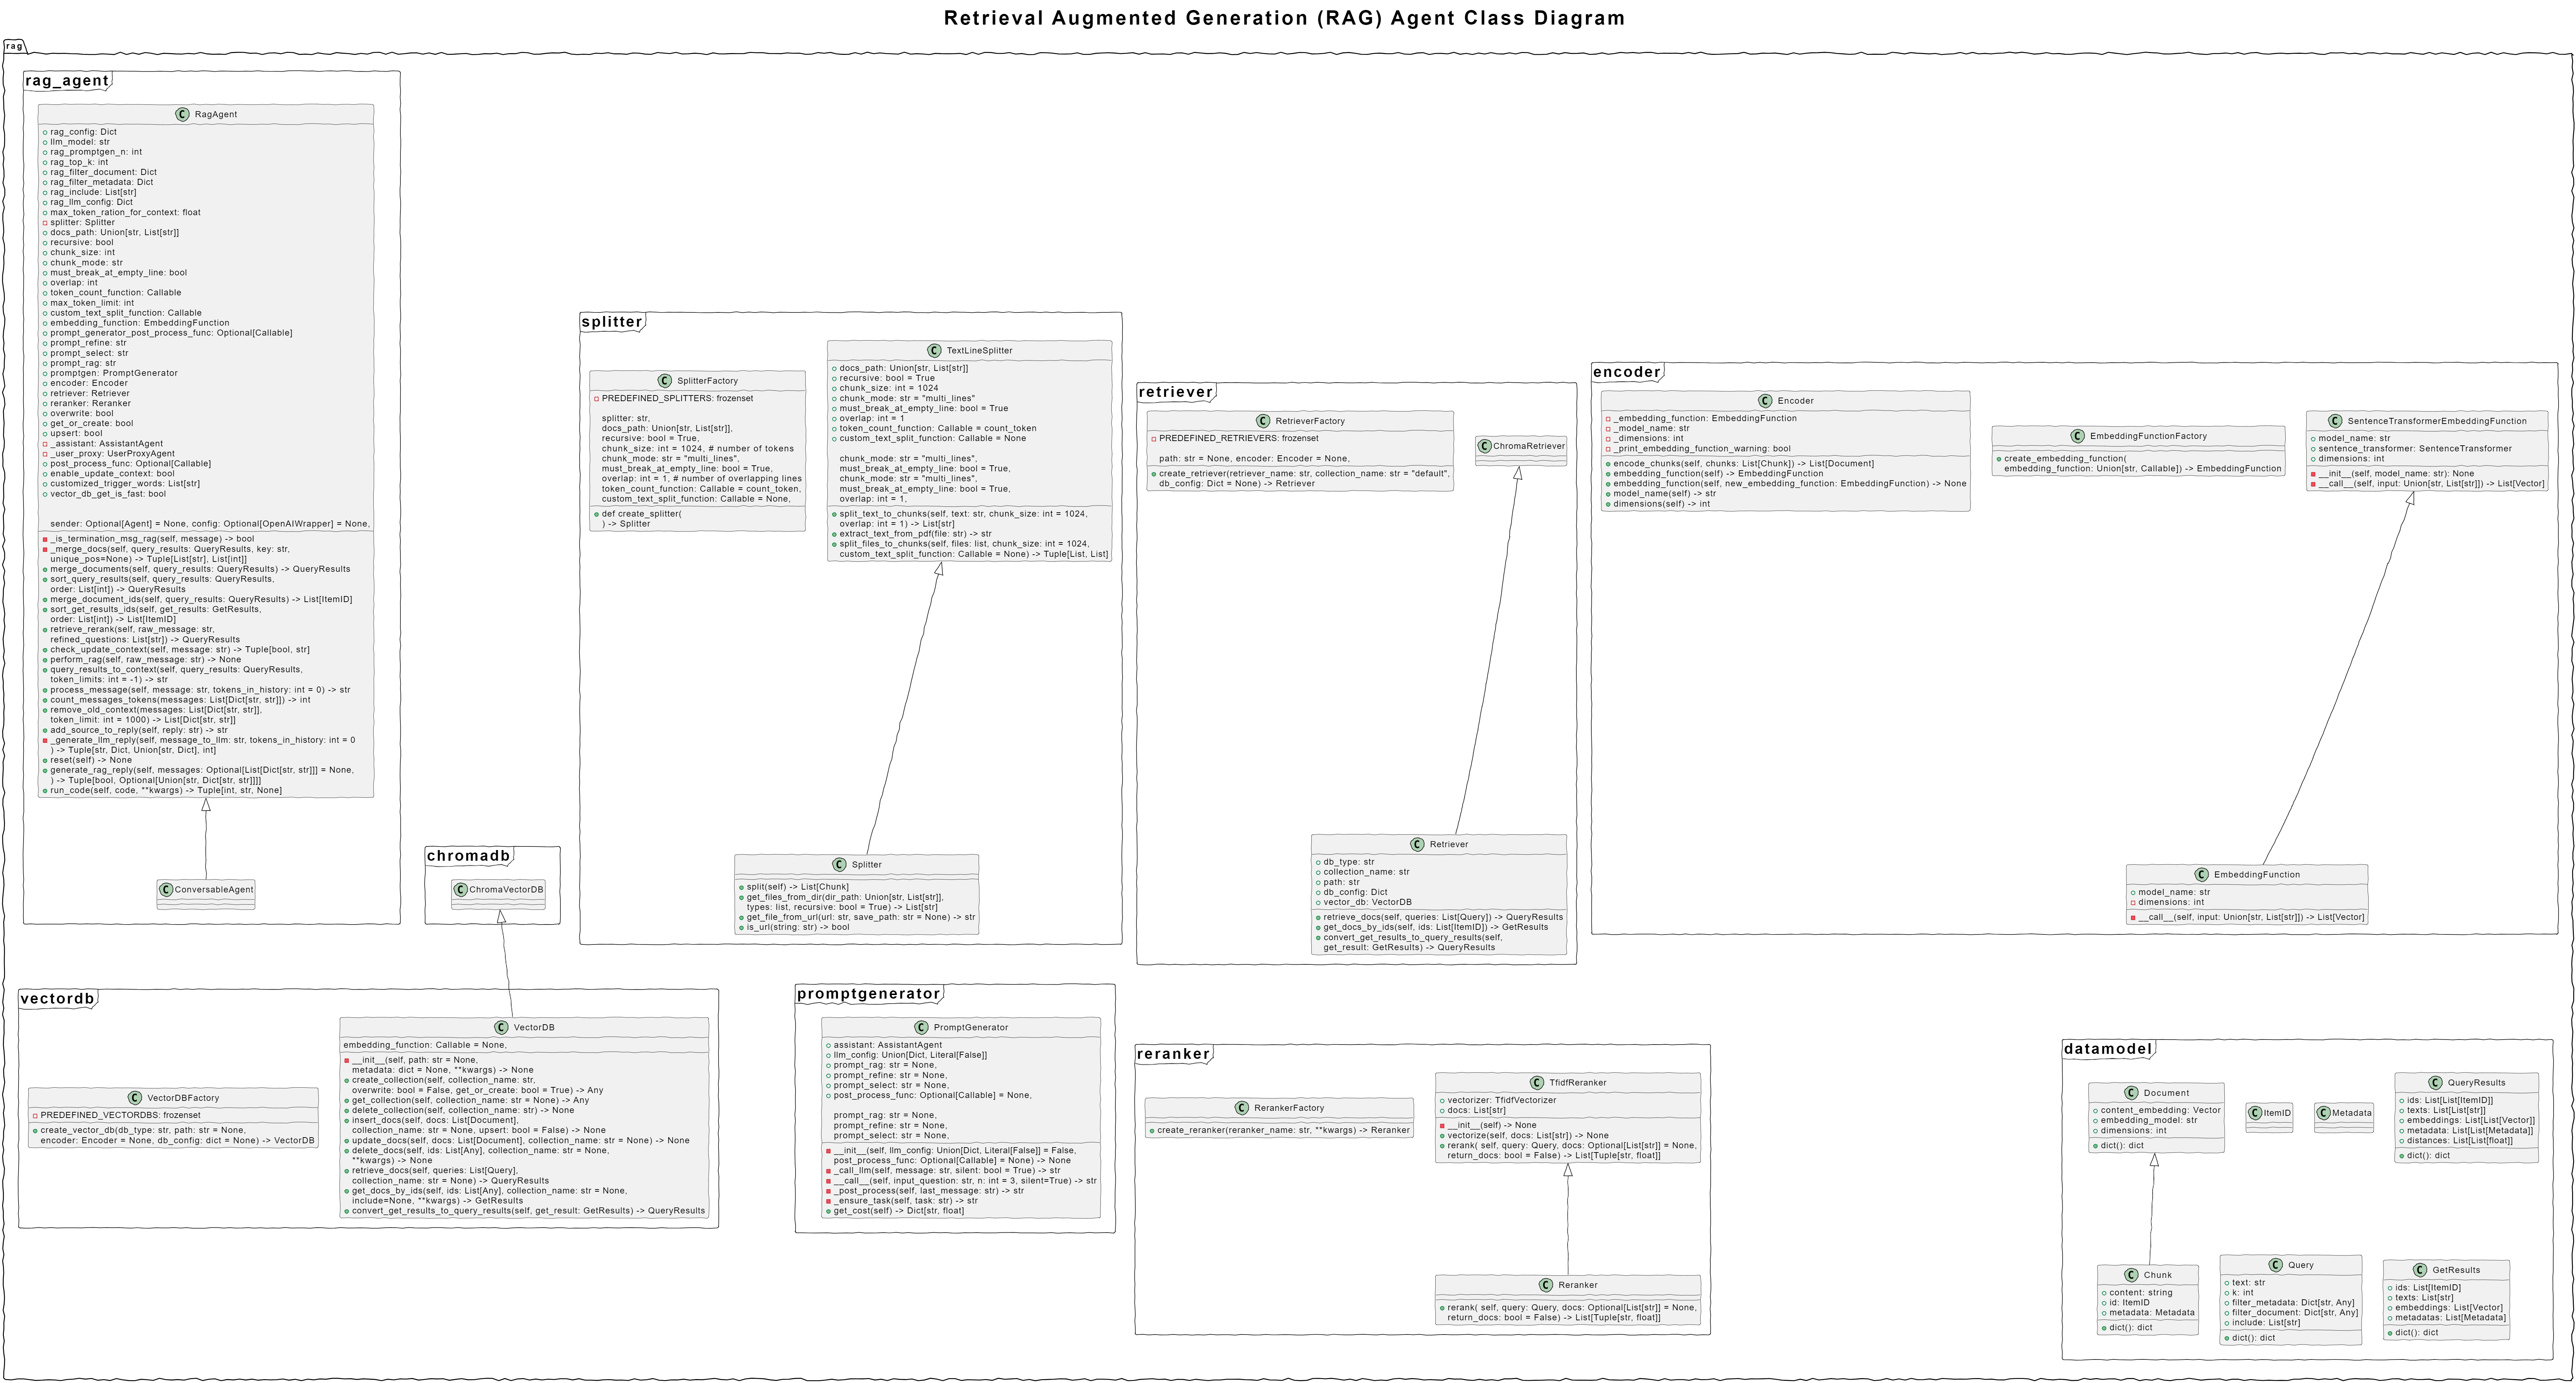 Retrieval Augmented Generation (RAG) Agent Class Diagram
rag
rag_agent
C RagAgent
rag_config: Dict
llm_model: str
rag_promptgen_n: int
rag_top_k: int
rag_filter_document: Dict
rag_filter_metadata: Dict
rag_include: List[str]
rag_llm_config: Dict
max_token_ration_for_context: float
splitter: Splitter
docs_path: Union[str, List[str]]
recursive: bool
chunk_size: int
chunk_mode: str
must_break_at_empty_line: bool
overlap: int
token_count_function: Callable
max_token_limit: int
custom_text_split_function: Callable
embedding_function: EmbeddingFunction
prompt_generator_post_process_func: Optional[Callable]
prompt_refine: str
prompt_select: str
prompt_rag: str
promptgen: PromptGenerator
encoder: Encoder
retriever: Retriever
reranker: Reranker
overwrite: bool
get_or_create: bool
upsert: bool
_assistant: AssistantAgent
_user_proxy: UserProxyAgent
post_process_func: Optional[Callable]
enable_update_context: bool
customized_trigger_words: List[str]
vector_db_get_is_fast: bool
sender: Optional[Agent] = None, config: Optional[OpenAIWrapper] = None,
_is_termination_msg_rag(self, message) -> bool
_merge_docs(self, query_results: QueryResults, key: str,
unique_pos=None) -> Tuple[List[str], List[int]]
merge_documents(self, query_results: QueryResults) -> QueryResults
sort_query_results(self, query_results: QueryResults,
order: List[int]) -> QueryResults
merge_document_ids(self, query_results: QueryResults) -> List[ItemID]
sort_get_results_ids(self, get_results: GetResults,
order: List[int]) -> List[ItemID]
retrieve_rerank(self, raw_message: str,
refined_questions: List[str]) -> QueryResults
check_update_context(self, message: str) -> Tuple[bool, str]
perform_rag(self, raw_message: str) -> None
query_results_to_context(self, query_results: QueryResults,
token_limits: int = -1) -> str
process_message(self, message: str, tokens_in_history: int = 0) -> str
count_messages_tokens(messages: List[Dict[str, str]]) -> int
remove_old_context(messages: List[Dict[str, str]],
token_limit: int = 1000) -> List[Dict[str, str]]
add_source_to_reply(self, reply: str) -> str
_generate_llm_reply(self, message_to_llm: str, tokens_in_history: int = 0
) -> Tuple[str, Dict, Union[str, Dict], int]
reset(self) -> None
generate_rag_reply(self, messages: Optional[List[Dict[str, str]]] = None,
) -> Tuple[bool, Optional[Union[str, Dict[str, str]]]]
run_code(self, code, **kwargs) -> Tuple[int, str, None]
C ConversableAgent
chromadb
C ChromaVectorDB
splitter
C SplitterFactory
PREDEFINED_SPLITTERS: frozenset
splitter: str,
docs_path: Union[str, List[str]],
recursive: bool = True,
chunk_size: int = 1024, # number of tokens
chunk_mode: str = "multi_lines",
must_break_at_empty_line: bool = True,
overlap: int = 1, # number of overlapping lines
token_count_function: Callable = count_token,
custom_text_split_function: Callable = None,
def create_splitter(
) -> Splitter
C TextLineSplitter
docs_path: Union[str, List[str]]
recursive: bool = True
chunk_size: int = 1024
chunk_mode: str = "multi_lines"
must_break_at_empty_line: bool = True
overlap: int = 1
token_count_function: Callable = count_token
custom_text_split_function: Callable = None
chunk_mode: str = "multi_lines",
must_break_at_empty_line: bool = True,
chunk_mode: str = "multi_lines",
must_break_at_empty_line: bool = True,
overlap: int = 1,
split_text_to_chunks(self, text: str, chunk_size: int = 1024,
overlap: int = 1) -> List[str]
extract_text_from_pdf(file: str) -> str
split_files_to_chunks(self, files: list, chunk_size: int = 1024,
custom_text_split_function: Callable = None) -> Tuple[List, List]
C Splitter
split(self) -> List[Chunk]
get_files_from_dir(dir_path: Union[str, List[str]],
types: list, recursive: bool = True) -> List[str]
get_file_from_url(url: str, save_path: str = None) -> str
is_url(string: str) -> bool
retriever
C RetrieverFactory
PREDEFINED_RETRIEVERS: frozenset
path: str = None, encoder: Encoder = None,
create_retriever(retriever_name: str, collection_name: str = "default",
db_config: Dict = None) -> Retriever
C ChromaRetriever
C Retriever
db_type: str
collection_name: str
path: str
db_config: Dict
vector_db: VectorDB
retrieve_docs(self, queries: List[Query]) -> QueryResults
get_docs_by_ids(self, ids: List[ItemID]) -> GetResults
convert_get_results_to_query_results(self,
get_result: GetResults) -> QueryResults
encoder
C Encoder
_embedding_function: EmbeddingFunction
_model_name: str
_dimensions: int
_print_embedding_function_warning: bool
encode_chunks(self, chunks: List[Chunk]) -> List[Document]
embedding_function(self) -> EmbeddingFunction
embedding_function(self, new_embedding_function: EmbeddingFunction) -> None
model_name(self) -> str
dimensions(self) -> int
C EmbeddingFunctionFactory
create_embedding_function(
embedding_function: Union[str, Callable]) -> EmbeddingFunction
C SentenceTransformerEmbeddingFunction
model_name: str
sentence_transformer: SentenceTransformer
dimensions: int
__init__(self, model_name: str): None
__call__(self, input: Union[str, List[str]]) -> List[Vector]
C EmbeddingFunction
model_name: str
dimensions: int
__call__(self, input: Union[str, List[str]]) -> List[Vector]
vectordb
C VectorDBFactory
PREDEFINED_VECTORDBS: frozenset
create_vector_db(db_type: str, path: str = None,
encoder: Encoder = None, db_config: dict = None) -> VectorDB
C VectorDB
embedding_function: Callable = None,
__init__(self, path: str = None,
metadata: dict = None, **kwargs) -> None
create_collection(self, collection_name: str,
overwrite: bool = False, get_or_create: bool = True) -> Any
get_collection(self, collection_name: str = None) -> Any
delete_collection(self, collection_name: str) -> None
insert_docs(self, docs: List[Document],
collection_name: str = None, upsert: bool = False) -> None
update_docs(self, docs: List[Document], collection_name: str = None) -> None
delete_docs(self, ids: List[Any], collection_name: str = None,
**kwargs) -> None
retrieve_docs(self, queries: List[Query],
collection_name: str = None) -> QueryResults
get_docs_by_ids(self, ids: List[Any], collection_name: str = None,
include=None, **kwargs) -> GetResults
convert_get_results_to_query_results(self, get_result: GetResults) -> QueryResults
promptgenerator
C PromptGenerator
assistant: AssistantAgent
llm_config: Union[Dict, Literal[False]]
prompt_rag: str = None,
prompt_refine: str = None,
prompt_select: str = None,
post_process_func: Optional[Callable] = None,
prompt_rag: str = None,
prompt_refine: str = None,
prompt_select: str = None,
__init__(self, llm_config: Union[Dict, Literal[False]] = False,
post_process_func: Optional[Callable] = None) -> None
_call_llm(self, message: str, silent: bool = True) -> str
__call__(self, input_question: str, n: int = 3, silent=True) -> str
_post_process(self, last_message: str) -> str
_ensure_task(self, task: str) -> str
get_cost(self) -> Dict[str, float]
reranker
C RerankerFactory
create_reranker(reranker_name: str, **kwargs) -> Reranker
C TfidfReranker
vectorizer: TfidfVectorizer
docs: List[str]
__init__(self) -> None
vectorize(self, docs: List[str]) -> None
rerank( self, query: Query, docs: Optional[List[str]] = None,
return_docs: bool = False) -> List[Tuple[str, float]]
C Reranker
rerank( self, query: Query, docs: Optional[List[str]] = None,
return_docs: bool = False) -> List[Tuple[str, float]]
datamodel
C Document
content_embedding: Vector
embedding_model: str
dimensions: int
dict(): dict
C ItemID
C Metadata
C QueryResults
ids: List[List[ItemID]]
texts: List[List[str]]
embeddings: List[List[Vector]]
metadata: List[List[Metadata]]
distances: List[List[float]]
dict(): dict
C Chunk
content: string
id: ItemID
metadata: Metadata
dict(): dict
C Query
text: str
k: int
filter_metadata: Dict[str, Any]
filter_document: Dict[str, Any]
include: List[str]
dict(): dict
C GetResults
ids: List[ItemID]
texts: List[str]
embeddings: List[Vector]
metadatas: List[Metadata]
dict(): dict